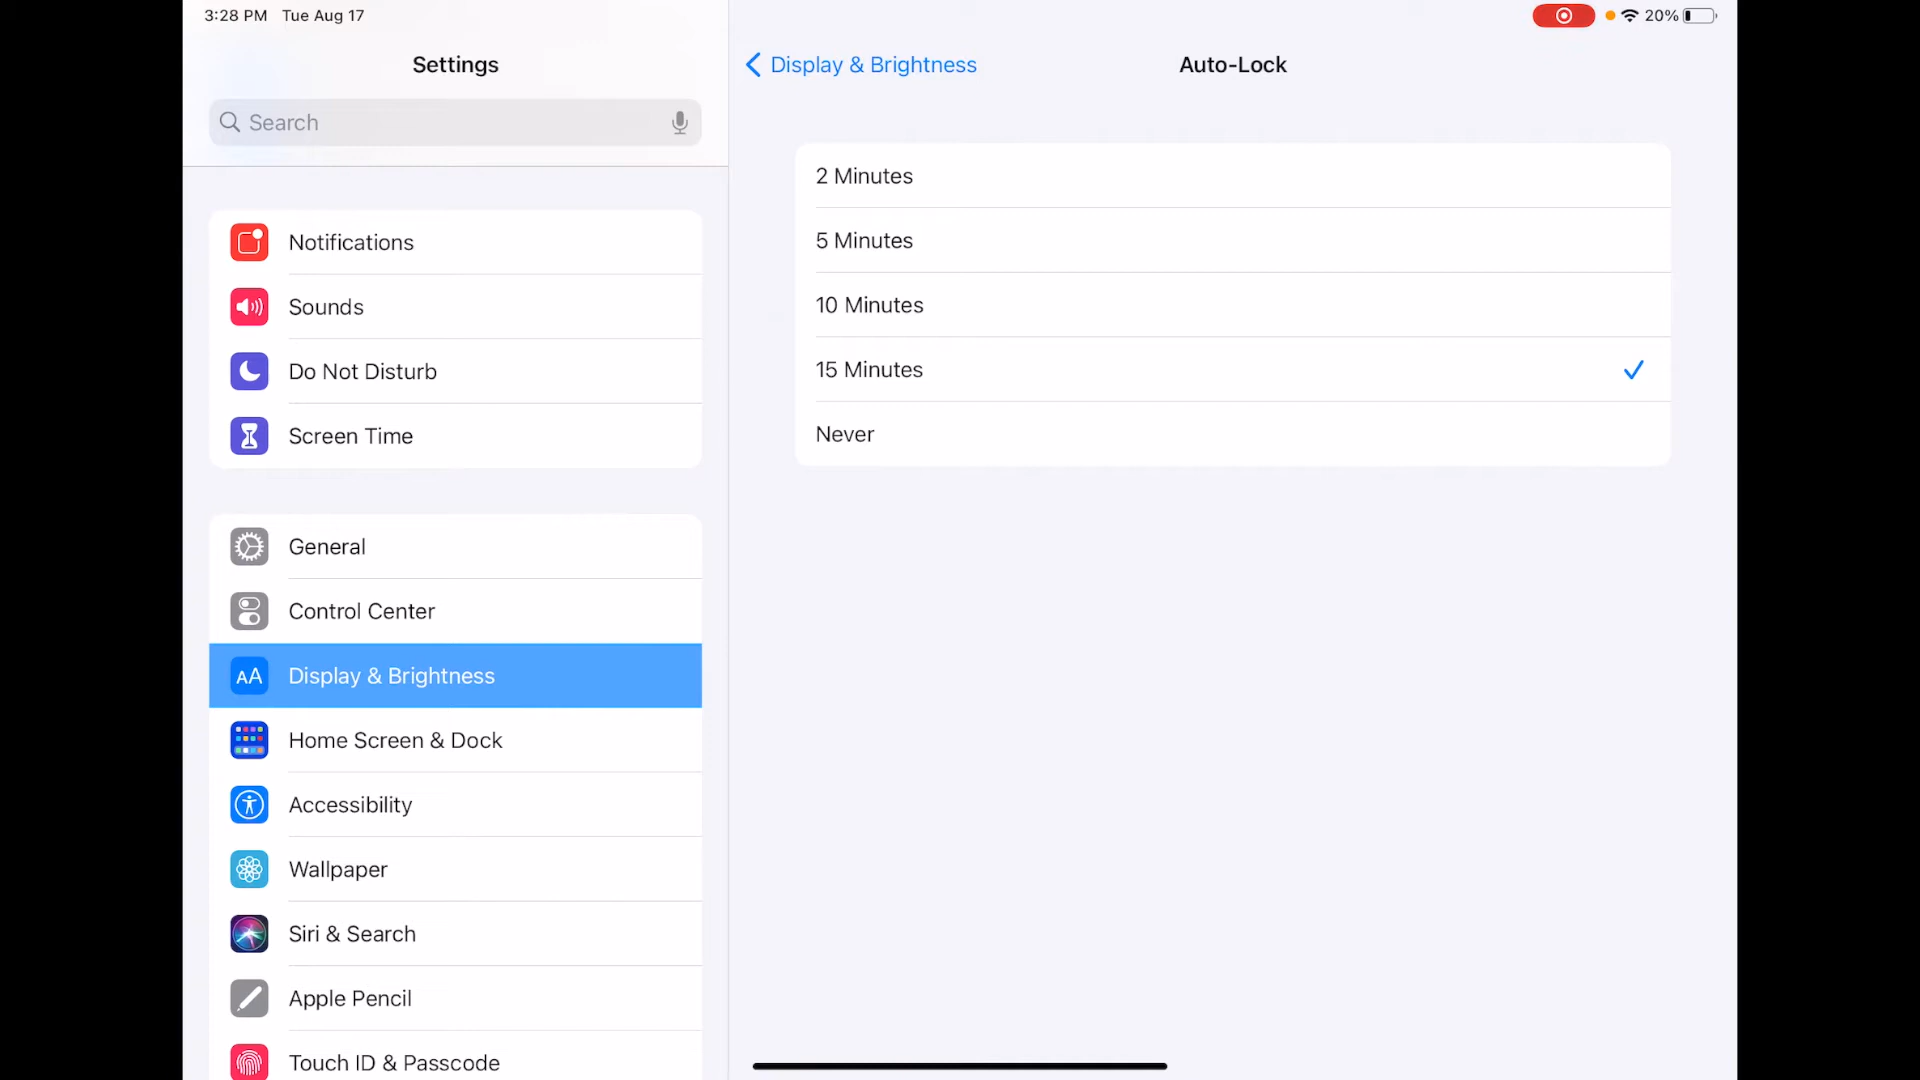 3:28 PM Tue Aug 17
20%
Settings
Search
Notifications
Sounds
Do Not Disturb
Screen Time
General
Control Center
AA Display & Brightness
Home Screen & Dock
Accessibility
Wallpaper
Siri & Search
Apple Pencil
Touch ID & Passcode
Display & Brightness
Auto-Lock
2 Minutes
5 Minutes
10 Minutes
15 Minutes
Never